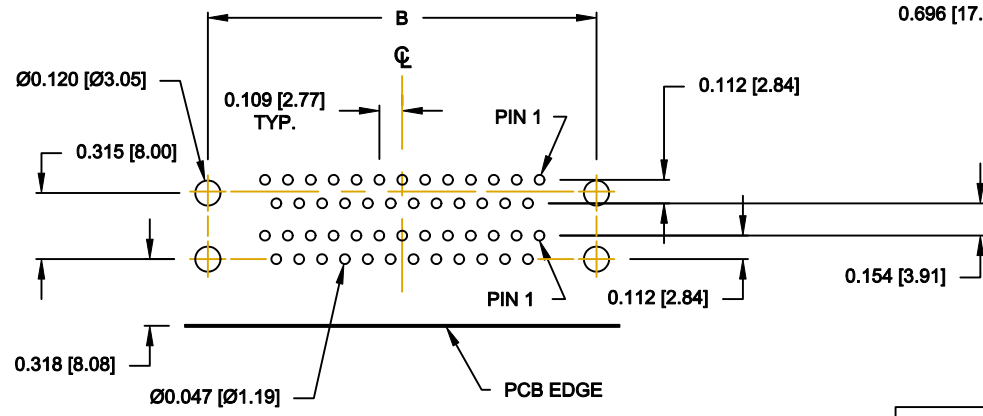 B
0.696 [17.
℄
Ø0.120 [Ø3.05]
0.109 [2.77]
TYP.
0.112 [2.84]
PIN 1
0.315 [8.00]
0.154 [3.91]
PIN 1
0.112 [2.84]
0.318 [8.08]
Ø0.047 [Ø1.19]
PCB EDGE